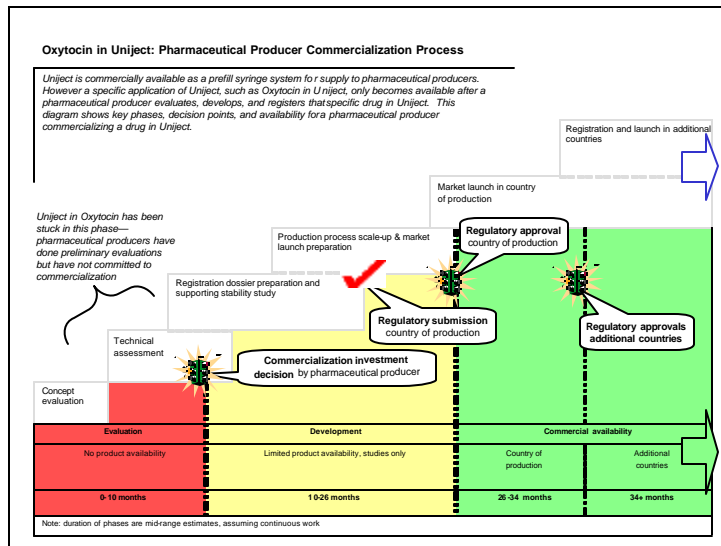 Oxytocin in Uniject: Pharmaceutical Producer Commercialization Process
Uniject is commercially available as a prefill syringe system fo r supply to pharmaceutical producers.
However a specific application of Uniject, such as Oxytocin in U niject, only becomes available after a
pharmaceutical producer evaluates, develops, and registers thatspecific drug in Uniject. This
diagram shows key phases, decision points, and availability fora pharmaceutical producer
commercializing a drug in Uniject.
Registration and launch in additional
countries
Market launch in country
of production
Uniject in Oxytocin has been
stuck in this phase—
pharmaceutical producers have
done preliminary evaluations
but have not committed to
commercialization
Production process scale-up & market
launch preparation
Regulatory approval
country of production
Registration dossier preparation and
supporting stability study
Regulatory submission
country of production
Regulatory approvals
additional countries
Technical
assessment
Commercialization investment
decision by pharmaceutical producer
Concept
evaluation
Evaluation
Development
Commercial availability
No product availability
Limited product availability, studies only
Country of
production
Additional
countries
0-10 months
10-26 months
26-34 months
34+ months
Note: duration of phases are mid-range estimates, assuming continuous work